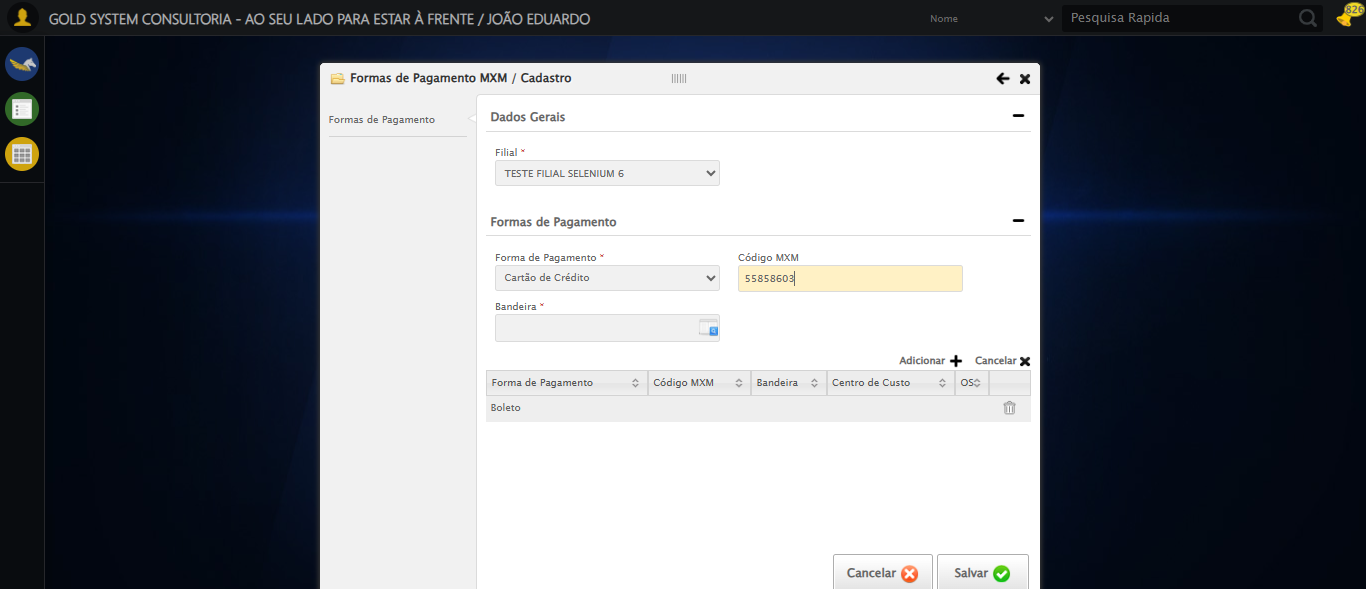 GOLD SYSTEM CONSULTORIA - AO SEU LADO PARA ESTAR À FRENTE / JOÃO EDUARDO
Nome
Pesquisa Rapida
826
Formas de Pagamento MXM / Cadastro
Formas de Pagamento
Dados Gerais
Filial *
TESTE FILIAL SELENIUM 6
Formas de Pagamento
Forma de Pagamento * Código MXM
Cartão de Crédito 55858603
Bandeira *
Adicionar Cancelar
Forma de Pagamento Código MXM Bandeira Centro de Custo OS
Boleto
Cancelar Salvar